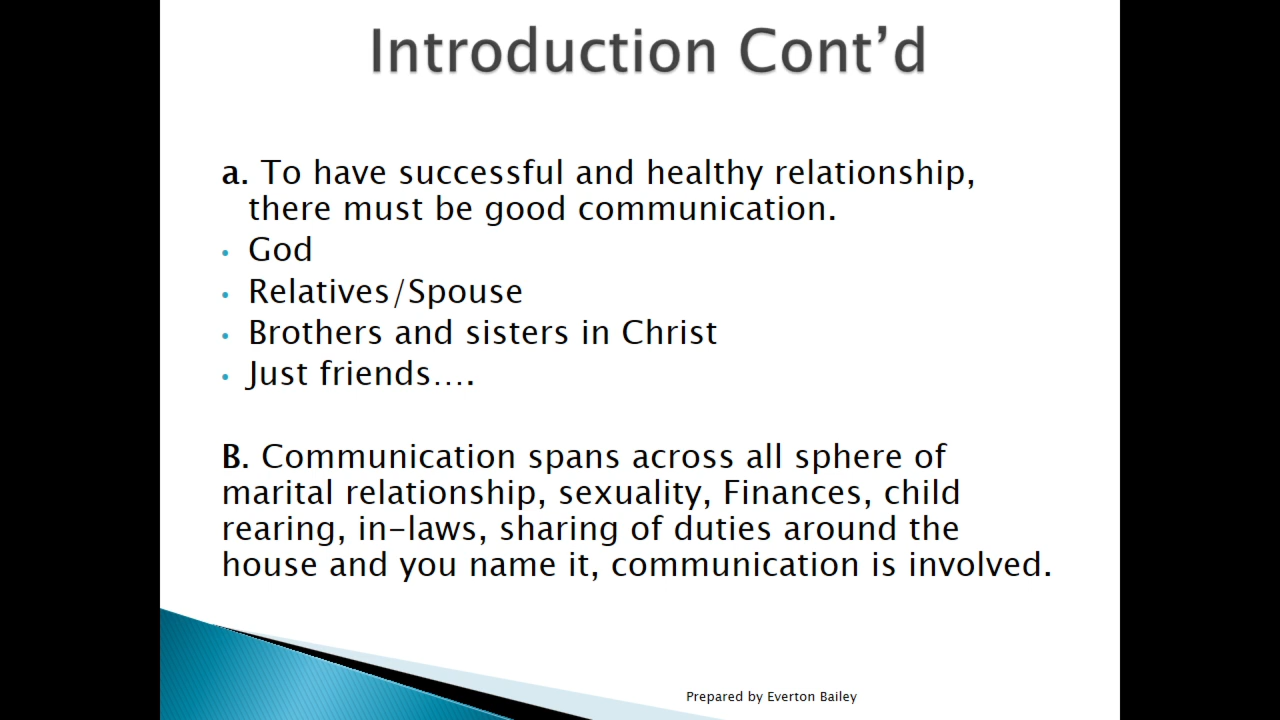 Introduction Cont’d
a. To have successful and healthy relationship,
there must be good communication.
• God
• Relatives/Spouse
• Brothers and sisters in Christ
• Just friends….
B. Communication spans across all sphere of
marital relationship, sexuality, Finances, child
rearing, in-laws, sharing of duties around the
house and you name it, communication is involved.
Prepared by Everton Bailey